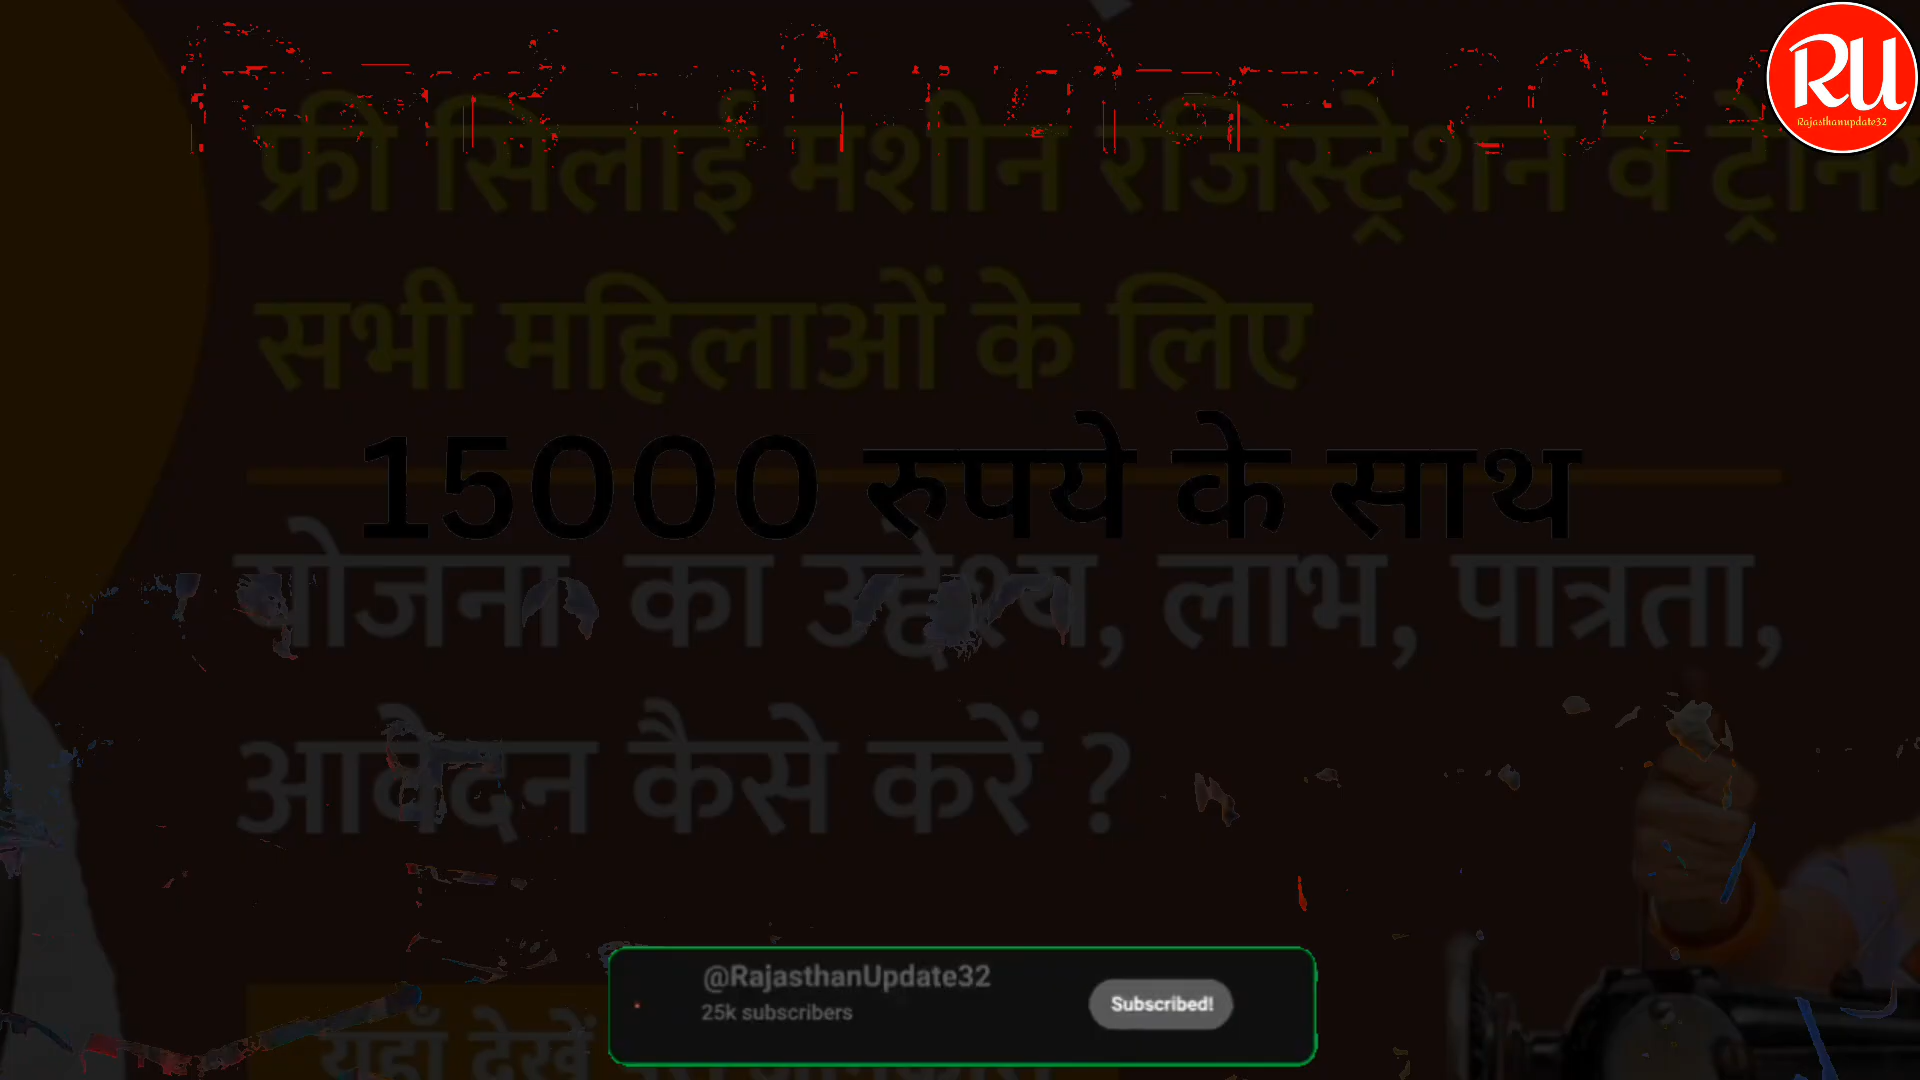 RU
Rajasthanupdate32
फ्री सिलाई मशीन रजिस्ट्रेशन व
सभी महिलाओं के लिए
15000 रुपये के साथ
योजना का उद्देश्य, लाभ, पात्रता,
आवेदन कैसे करें ?
@RajasthanUpdate32
25k subscribers
Subscribed!
यहाँ देखें